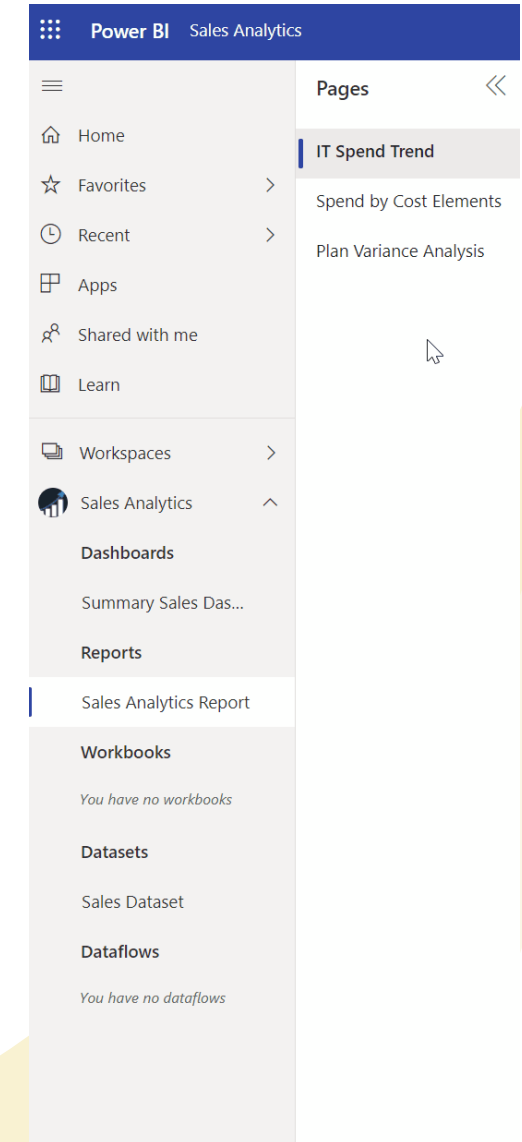 Power BI Sales Analytics
Home
Favorites
Recent
Apps
Shared with me
Learn
Workspaces
Sales Analytics
Dashboards
Summary Sales Das...
Reports
Sales Analytics Report
Workbooks
You have no workbooks
Datasets
Sales Dataset
Dataflows
You have no dataflows
Pages
IT Spend Trend
Spend by Cost Elements
Plan Variance Analysis